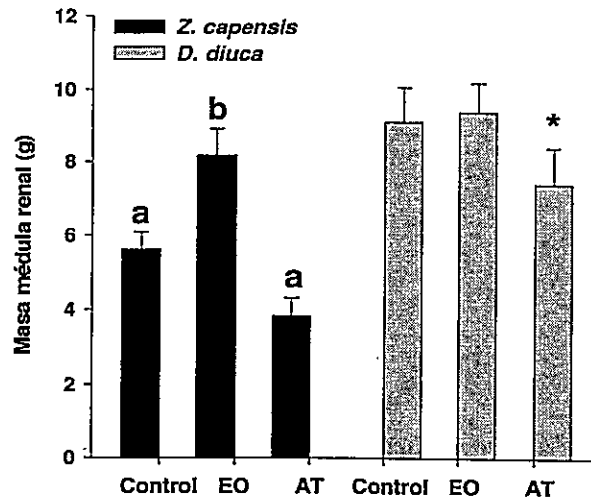 12
10
8
6
4
2
0
Masa médula renal (g)
Z. capensis
D. diuca
a
b
a
*
Control EO AT Control EO AT